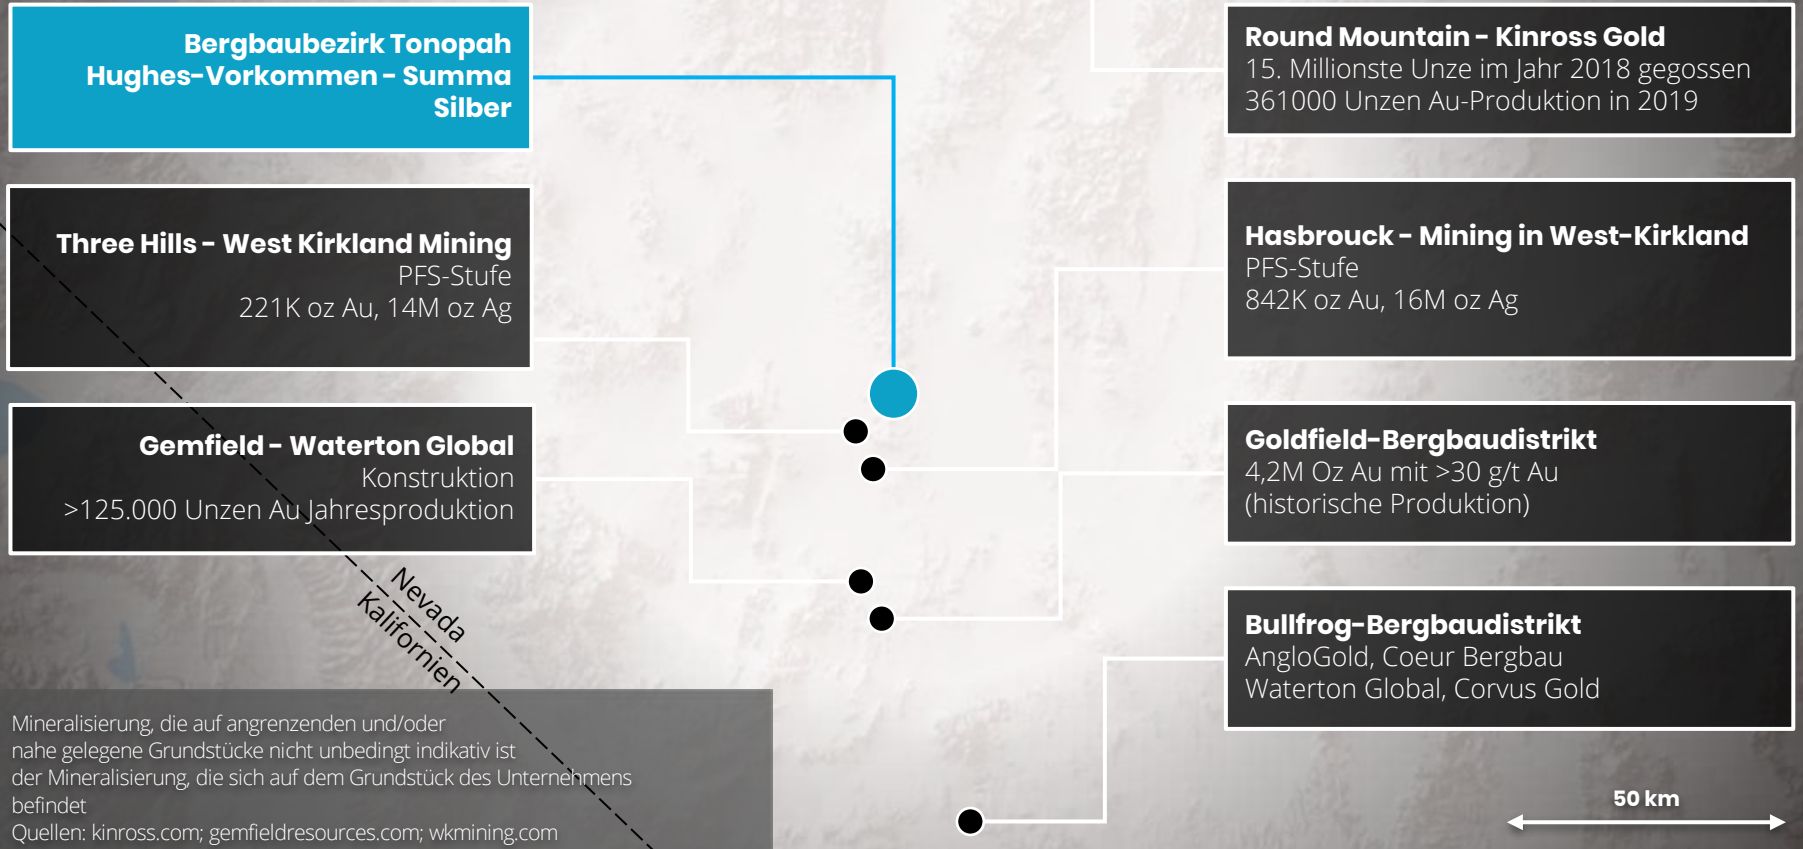 Bergbaubezirk Tonopah
Hughes-Vorkommen - Summa
Silber
Three Hills - West Kirkland Mining
PFS-Stufe
221K oz Au, 14M oz Ag
Gemfield - Waterton Global
Konstruktion
>125.000 Unzen Au Jahresproduktion
Round Mountain - Kinross Gold
15. Millionste Unze im Jahr 2018 gegossen
361000 Unzen Au-Produktion in 2019
Hasbrouck - Mining in West-Kirkland
PFS-Stufe
842K oz Au, 16M oz Ag
Goldfield-Bergbaudistrikt
4,2M Oz Au mit >30 g/t Au
(historische Produktion)
Bullfrog-Bergbaudistrikt
AngloGold, Coeur Bergbau
Waterton Global, Corvus Gold
Nevada
Kalifornien
Mineralisierung, die auf angrenzenden und/oder
nahe gelegene Grundstücke nicht unbedingt indikativ ist
der Mineralisierung, die sich auf dem Grundstück des Unternehmens
befindet
Quellen: kinross.com; gemfieldresources.com; wkmining.com
50 km